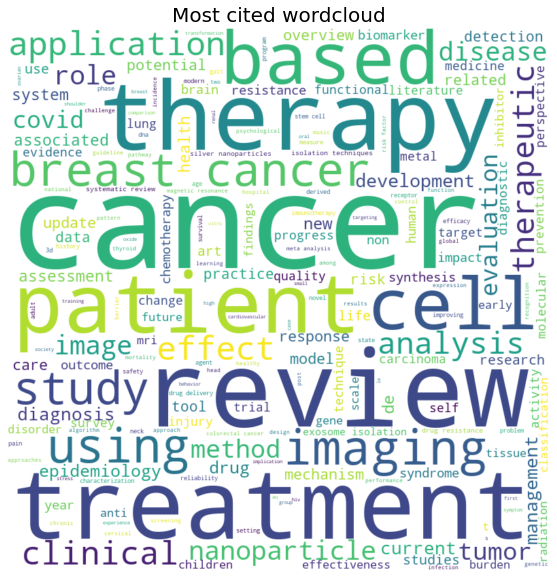 Most cited wordcloud
application
based
overview
biomarker
detection
disease
potential
literature
role
use
system
brain
resistance
functional
medicine
related
therapy
covid
associated
evidence
lung
health
metal
silver nanoparticles
isolation techniques
inhibitor
perspective
therapeutic
breast cancer
development
diagnostic
prevention
evaluation
systematic review
update
data
chemotherapy
new
progress
findings
non
human
target
impact
cancer
art
assessment
practice
quality
risk
synthesis
early
molecular
patient
cell
change
future
life
image
mri
effect
response
model
analysis
carcinoma
research
care
outcome
study
review
diagnosis
tool
trial
technique
scale
de
self
gene
activity
disorder
survey
injury
drug delivery
colorectal cancer
exosome isolation
drug resistance
using
imaging
method
tissue
management
epidemiology
drug
mechanism
syndrome
treatment
year
anti
clinical
nanoparticle
current
tumor
radiation
children
effectiveness
studies
burden